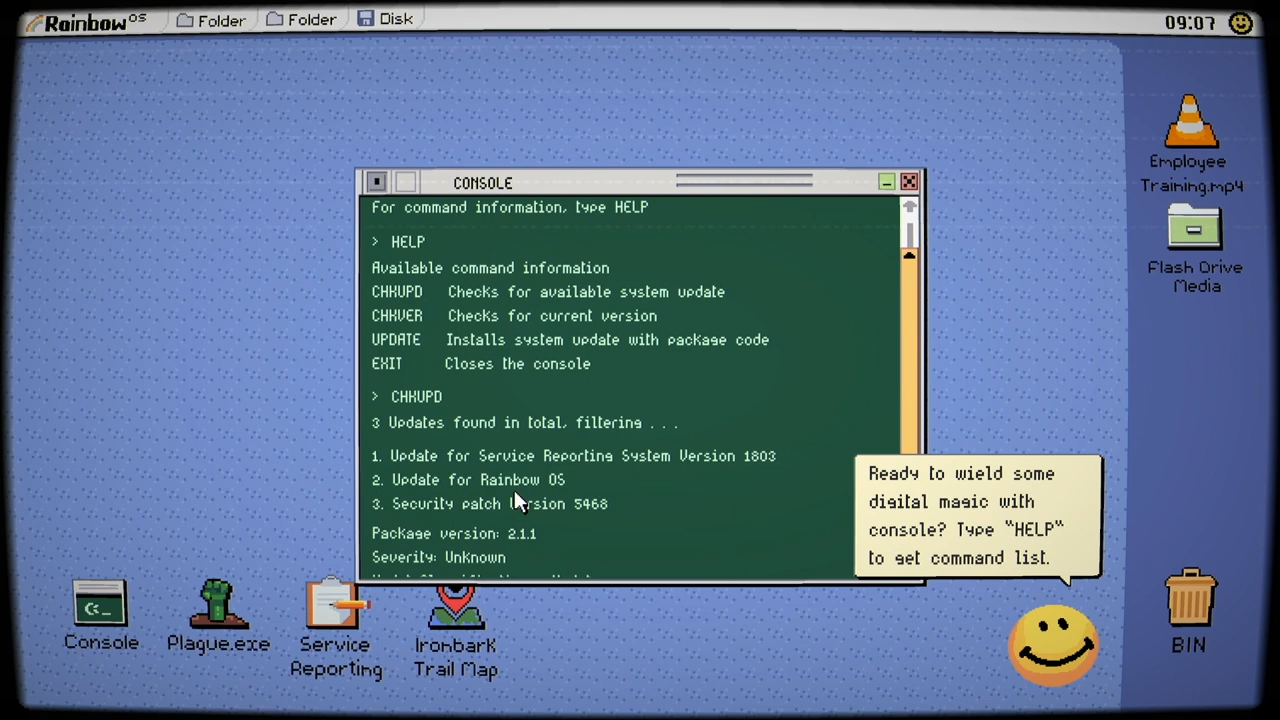 Rainbow OS
Folder
Folder
Disk
09:07
Employee
Training.mp4
Flash Drive
Media
CONSOLE
For command information, type HELP
> HELP
Available command information
CHKUPD Checks for available system update
CHKVER Checks for current version
UPDATE Installs system update with package code
EXIT Closes the console
> CHKUPD
3 Updates found in total, filtering . . .
1. Update for Service Reporting System Version 1803
2. Update for Rainbow OS
3. Security patch Version 5468
Package version: 2.1.1
Severity: Unknown
Ready to wield some
digital magic with
console? Type "HELP"
to get command list.
Console
Plague.exe
Service
Reporting
Ironbark
Trail Map
BIN